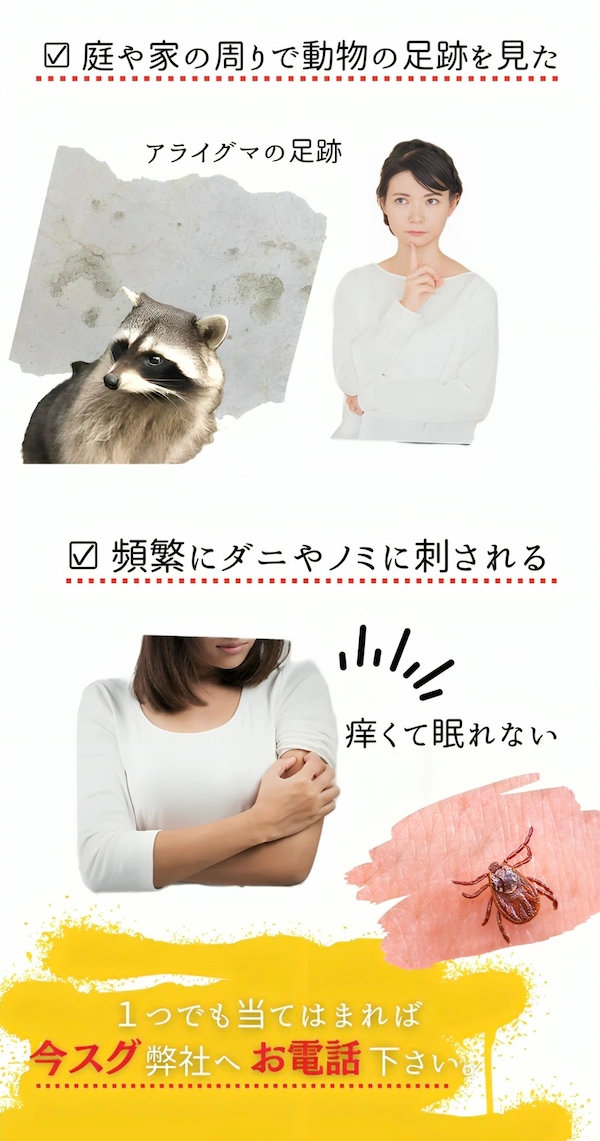 ☑ 庭や家の周りで動物の足跡を見た
アライグマの足跡
☑ 頻繁にダニやノミに刺される
痒くて眠れない
1つでも当てはまれば
今スグ弊社へお電話下さい。